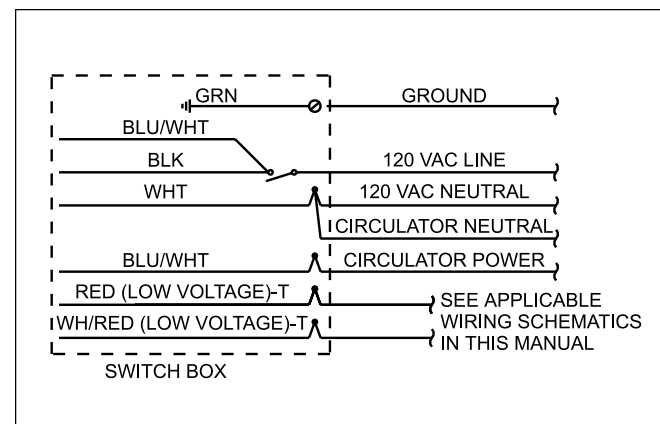 GRN
GROUND
BLU/WHT
BLK
120 VAC LINE
WHT
120 VAC NEUTRAL
CIRCULATOR NEUTRAL
BLU/WHT
CIRCULATOR POWER
RED (LOW VOLTAGE)-T
WH/RED (LOW VOLTAGE)-T
SEE APPLICABLE
WIRING SCHEMATICS
IN THIS MANUAL
SWITCH BOX